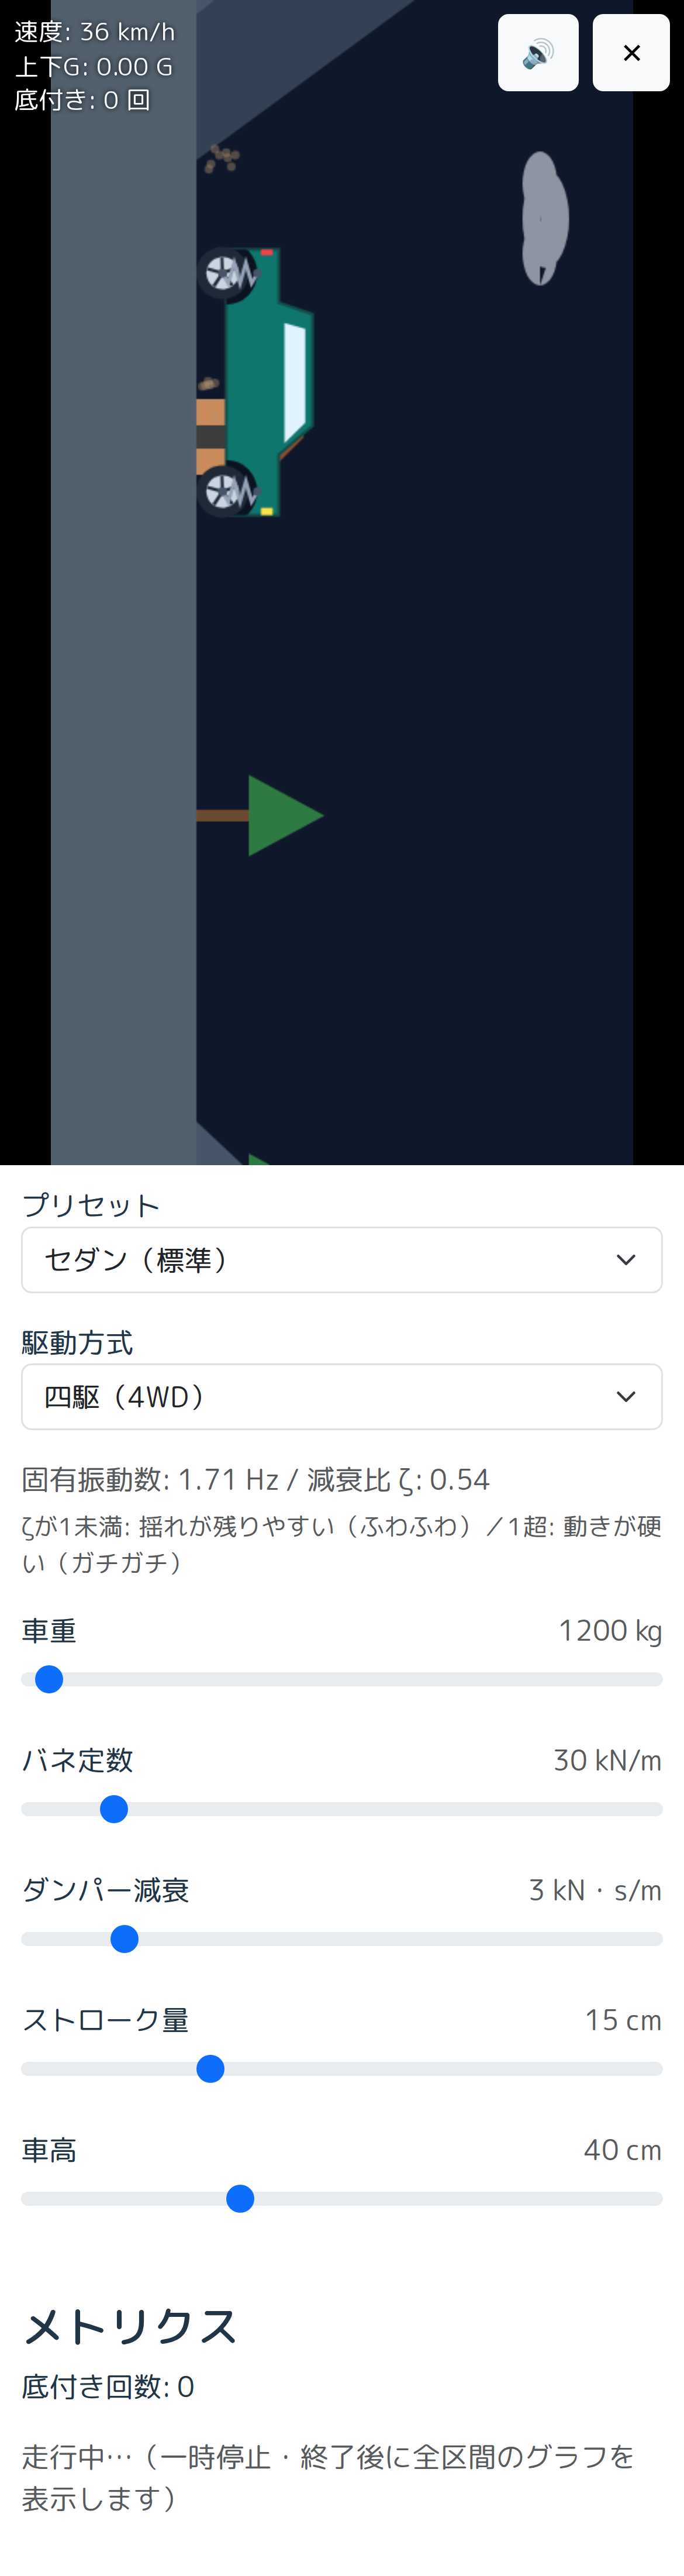 速度: 36 km/h
上下G: 0.00 G
底付き: 0 回
プリセット
セダン（標準）
駆動方式
四駆（4WD）
固有振動数: 1.71 Hz / 減衰比 ζ: 0.54
ζが1未満: 揺れが残りやすい（ふわふわ）／1超: 動きが硬
い（ガチガチ）
車重 1200 kg
バネ定数 30 kN/m
ダンパー減衰 3 kN・s/m
ストローク量 15 cm
車高 40 cm
メトリクス
底付き回数: 0
走行中…（一時停止・終了後に全区間のグラフを
表示します）